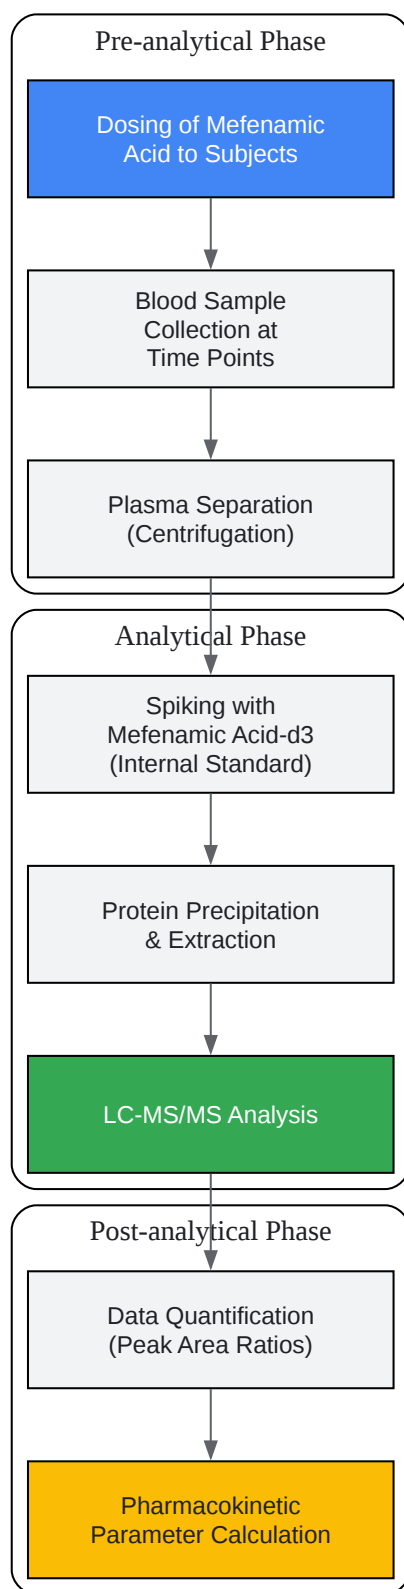 Pre-analytical Phase
Dosing of Mefenamic
Acid to Subjects
Blood Sample
Collection at
Time Points
Plasma Separation
(Centrifugation)
Analytical Phase
Spiking with
Mefenamic Acid-d3
(Internal Standard)
Protein Precipitation
& Extraction
LC-MS/MS Analysis
Post-analytical Phase
Data Quantification
(Peak Area Ratios)
Pharmacokinetic
Parameter Calculation